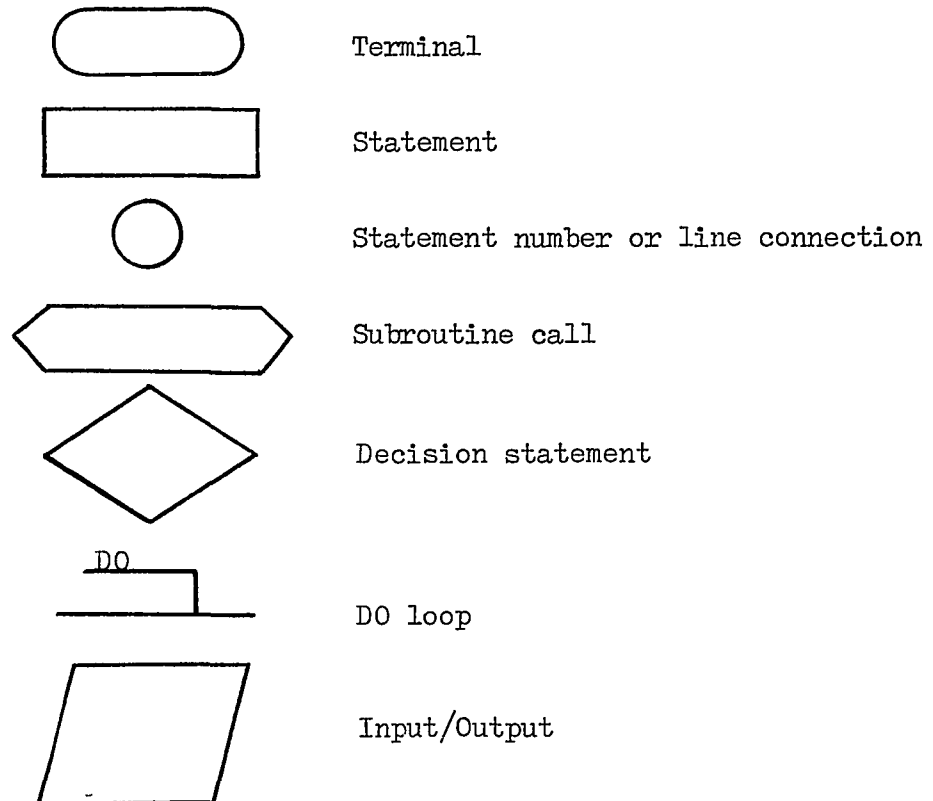 Terminal
Statement
Statement number or line connection
Subroutine call
Decision statement
DO
DO loop
Input/Output